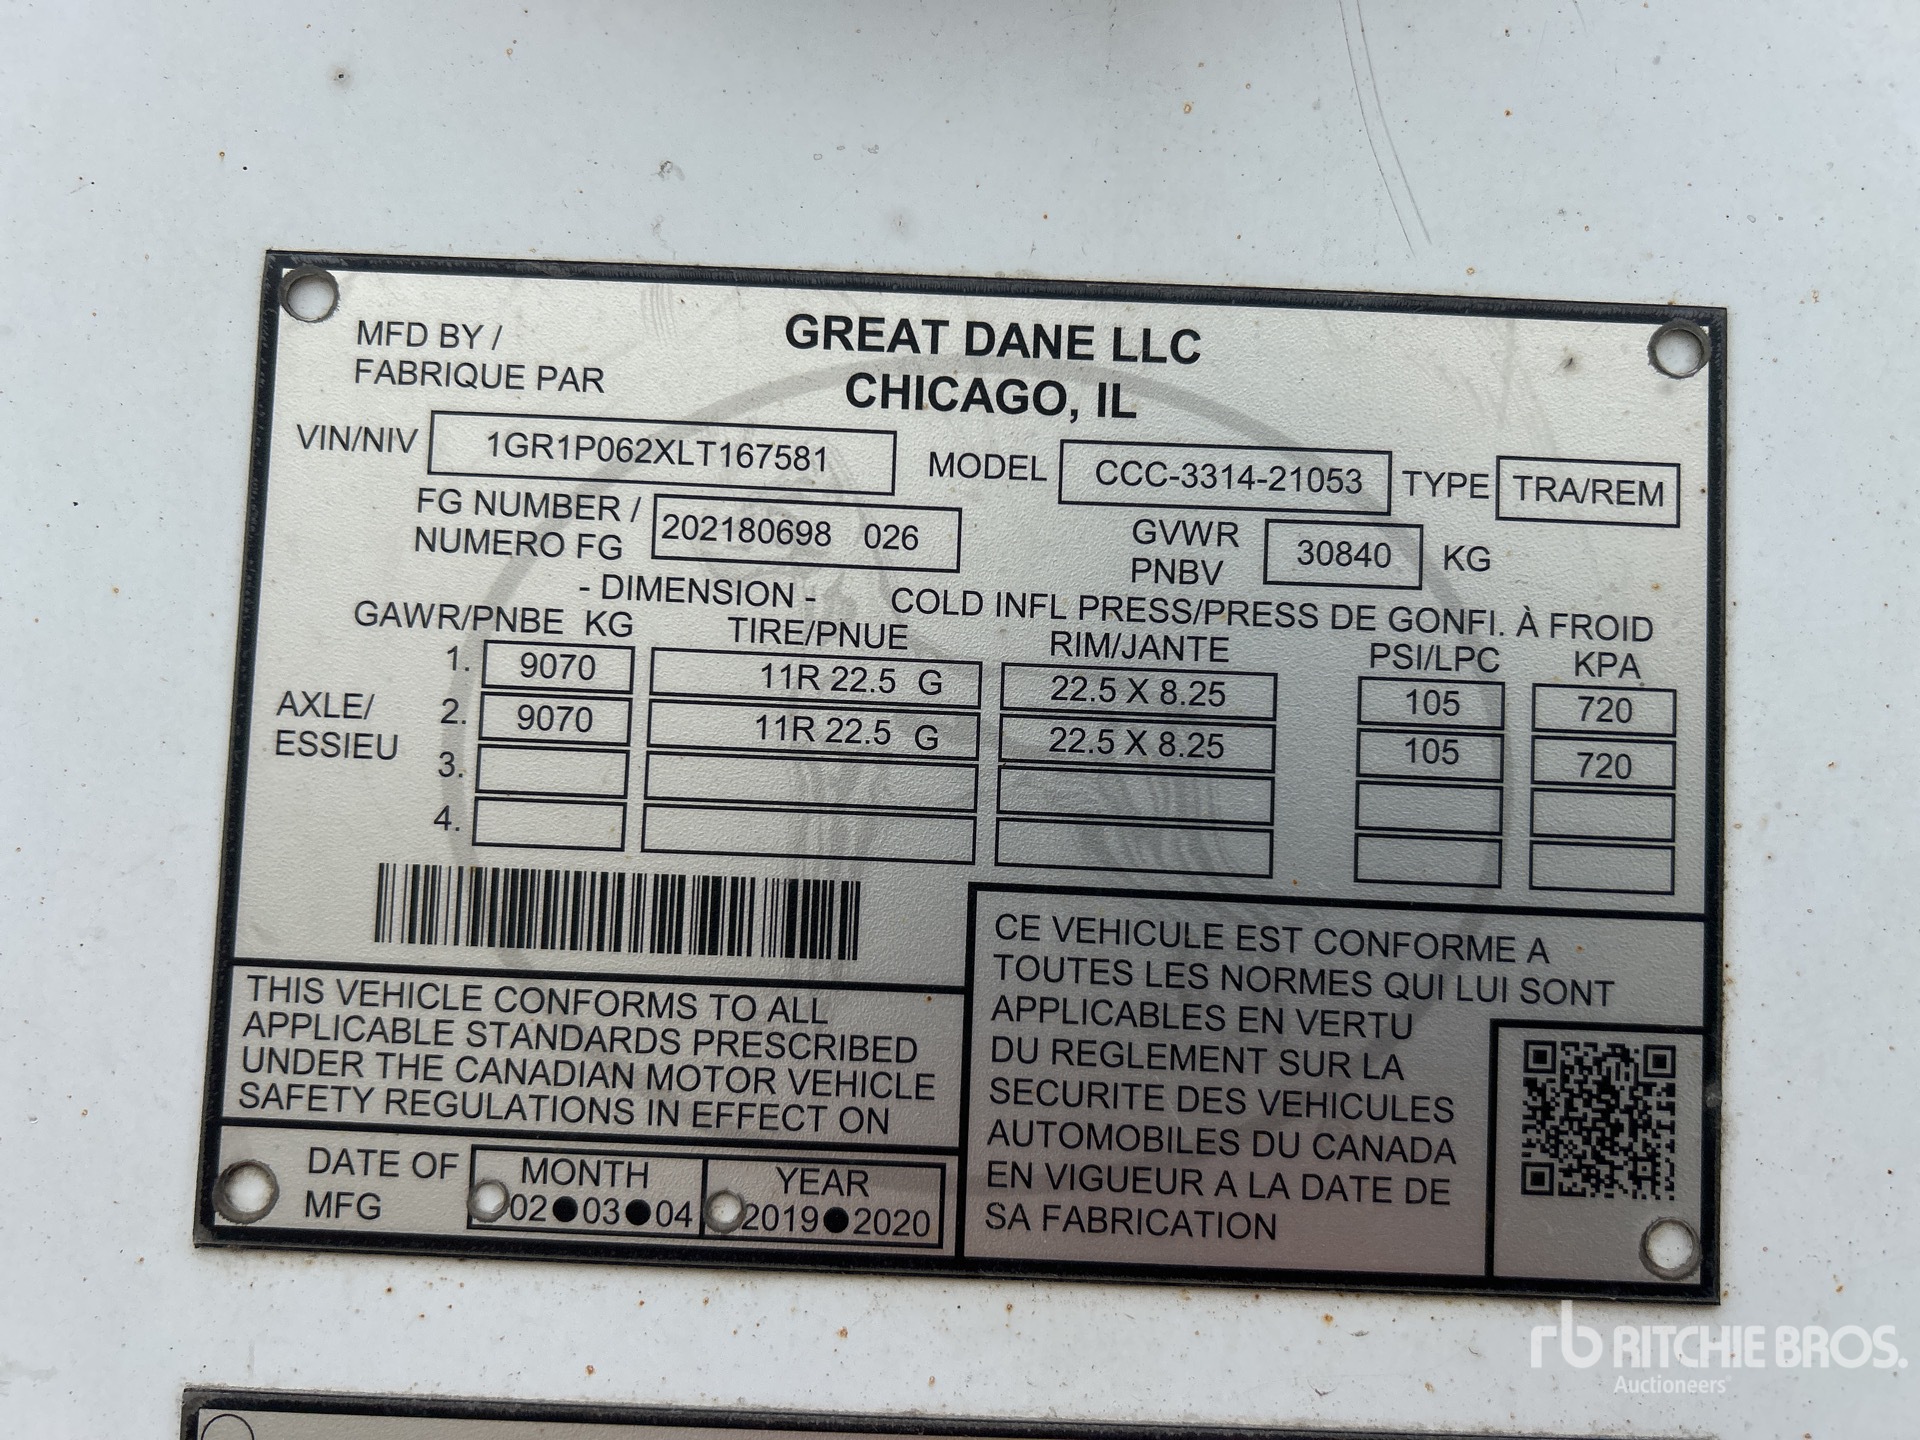 MFD BY / FABRIQUE PAR
GREAT DANE LLC
CHICAGO, IL
VIN/NIV 1GR1P062XLT167581 MODEL CCC-3314-21053 TYPE TRA/REM
FG NUMBER / NUMERO FG 202180698 026 GVWR PNBV 30840 KG
- DIMENSION - COLD INFL PRESS/PRESS DE GONFI. À FROID
GAWR/PNBE KG TIRE/PNUE RIM/JANTE PSI/LPC KPA
AXLE/ ESSIEU
1. 9070 11R 22.5 G 22.5 X 8.25 105 720
2. 9070 11R 22.5 G 22.5 X 8.25 105 720
3.
4.
THIS VEHICLE CONFORMS TO ALL
APPLICABLE STANDARDS PRESCRIBED
UNDER THE CANADIAN MOTOR VEHICLE
SAFETY REGULATIONS IN EFFECT ON
DATE OF MFG
MONTH
02●03●04
YEAR
2019●2020
CE VEHICULE EST CONFORME A
TOUTES LES NORMES QUI LUI SONT
APPLICABLES EN VERTU
DU REGLEMENT SUR LA
SECURITE DES VEHICULES
AUTOMOBILES DU CANADA
EN VIGUEUR A LA DATE DE
SA FABRICATION
rb RITCHIE BROS.
Auctioneers